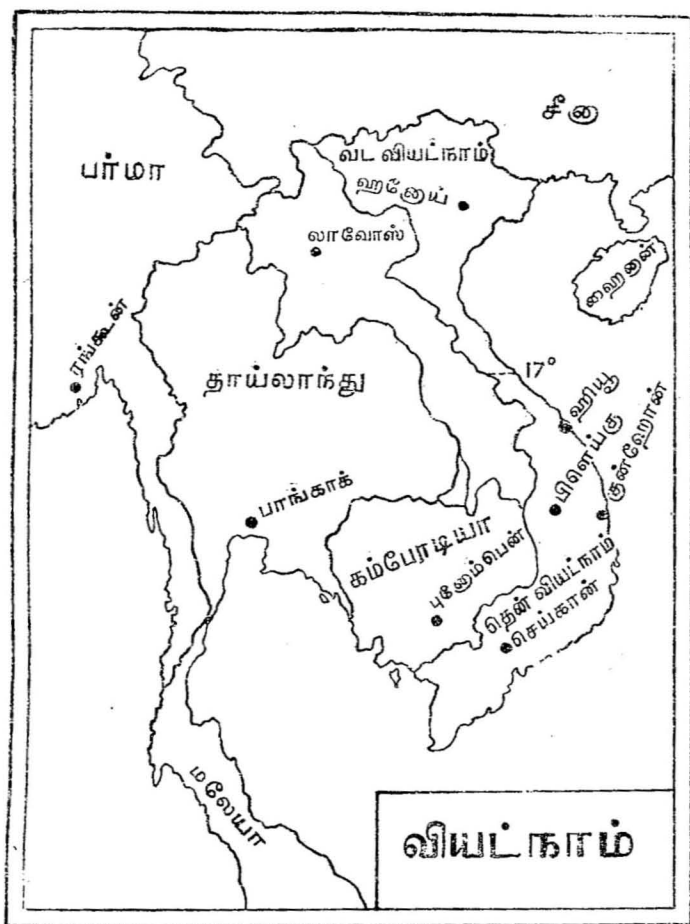 சீன
பர்மா
வட வியட்நாம்
ஹனோய்
லாவோஸ்
ஹைனன்
ரங்கூன்
17°
தாய்லாந்து
ஹியூ
பிளெய்கு
குன்ஹோன்
பாங்காக்
கம்போடியா
புனோம்பென்
தென் வியட்நாம்
செய்கான்
மலேயா
வியட்நாம்